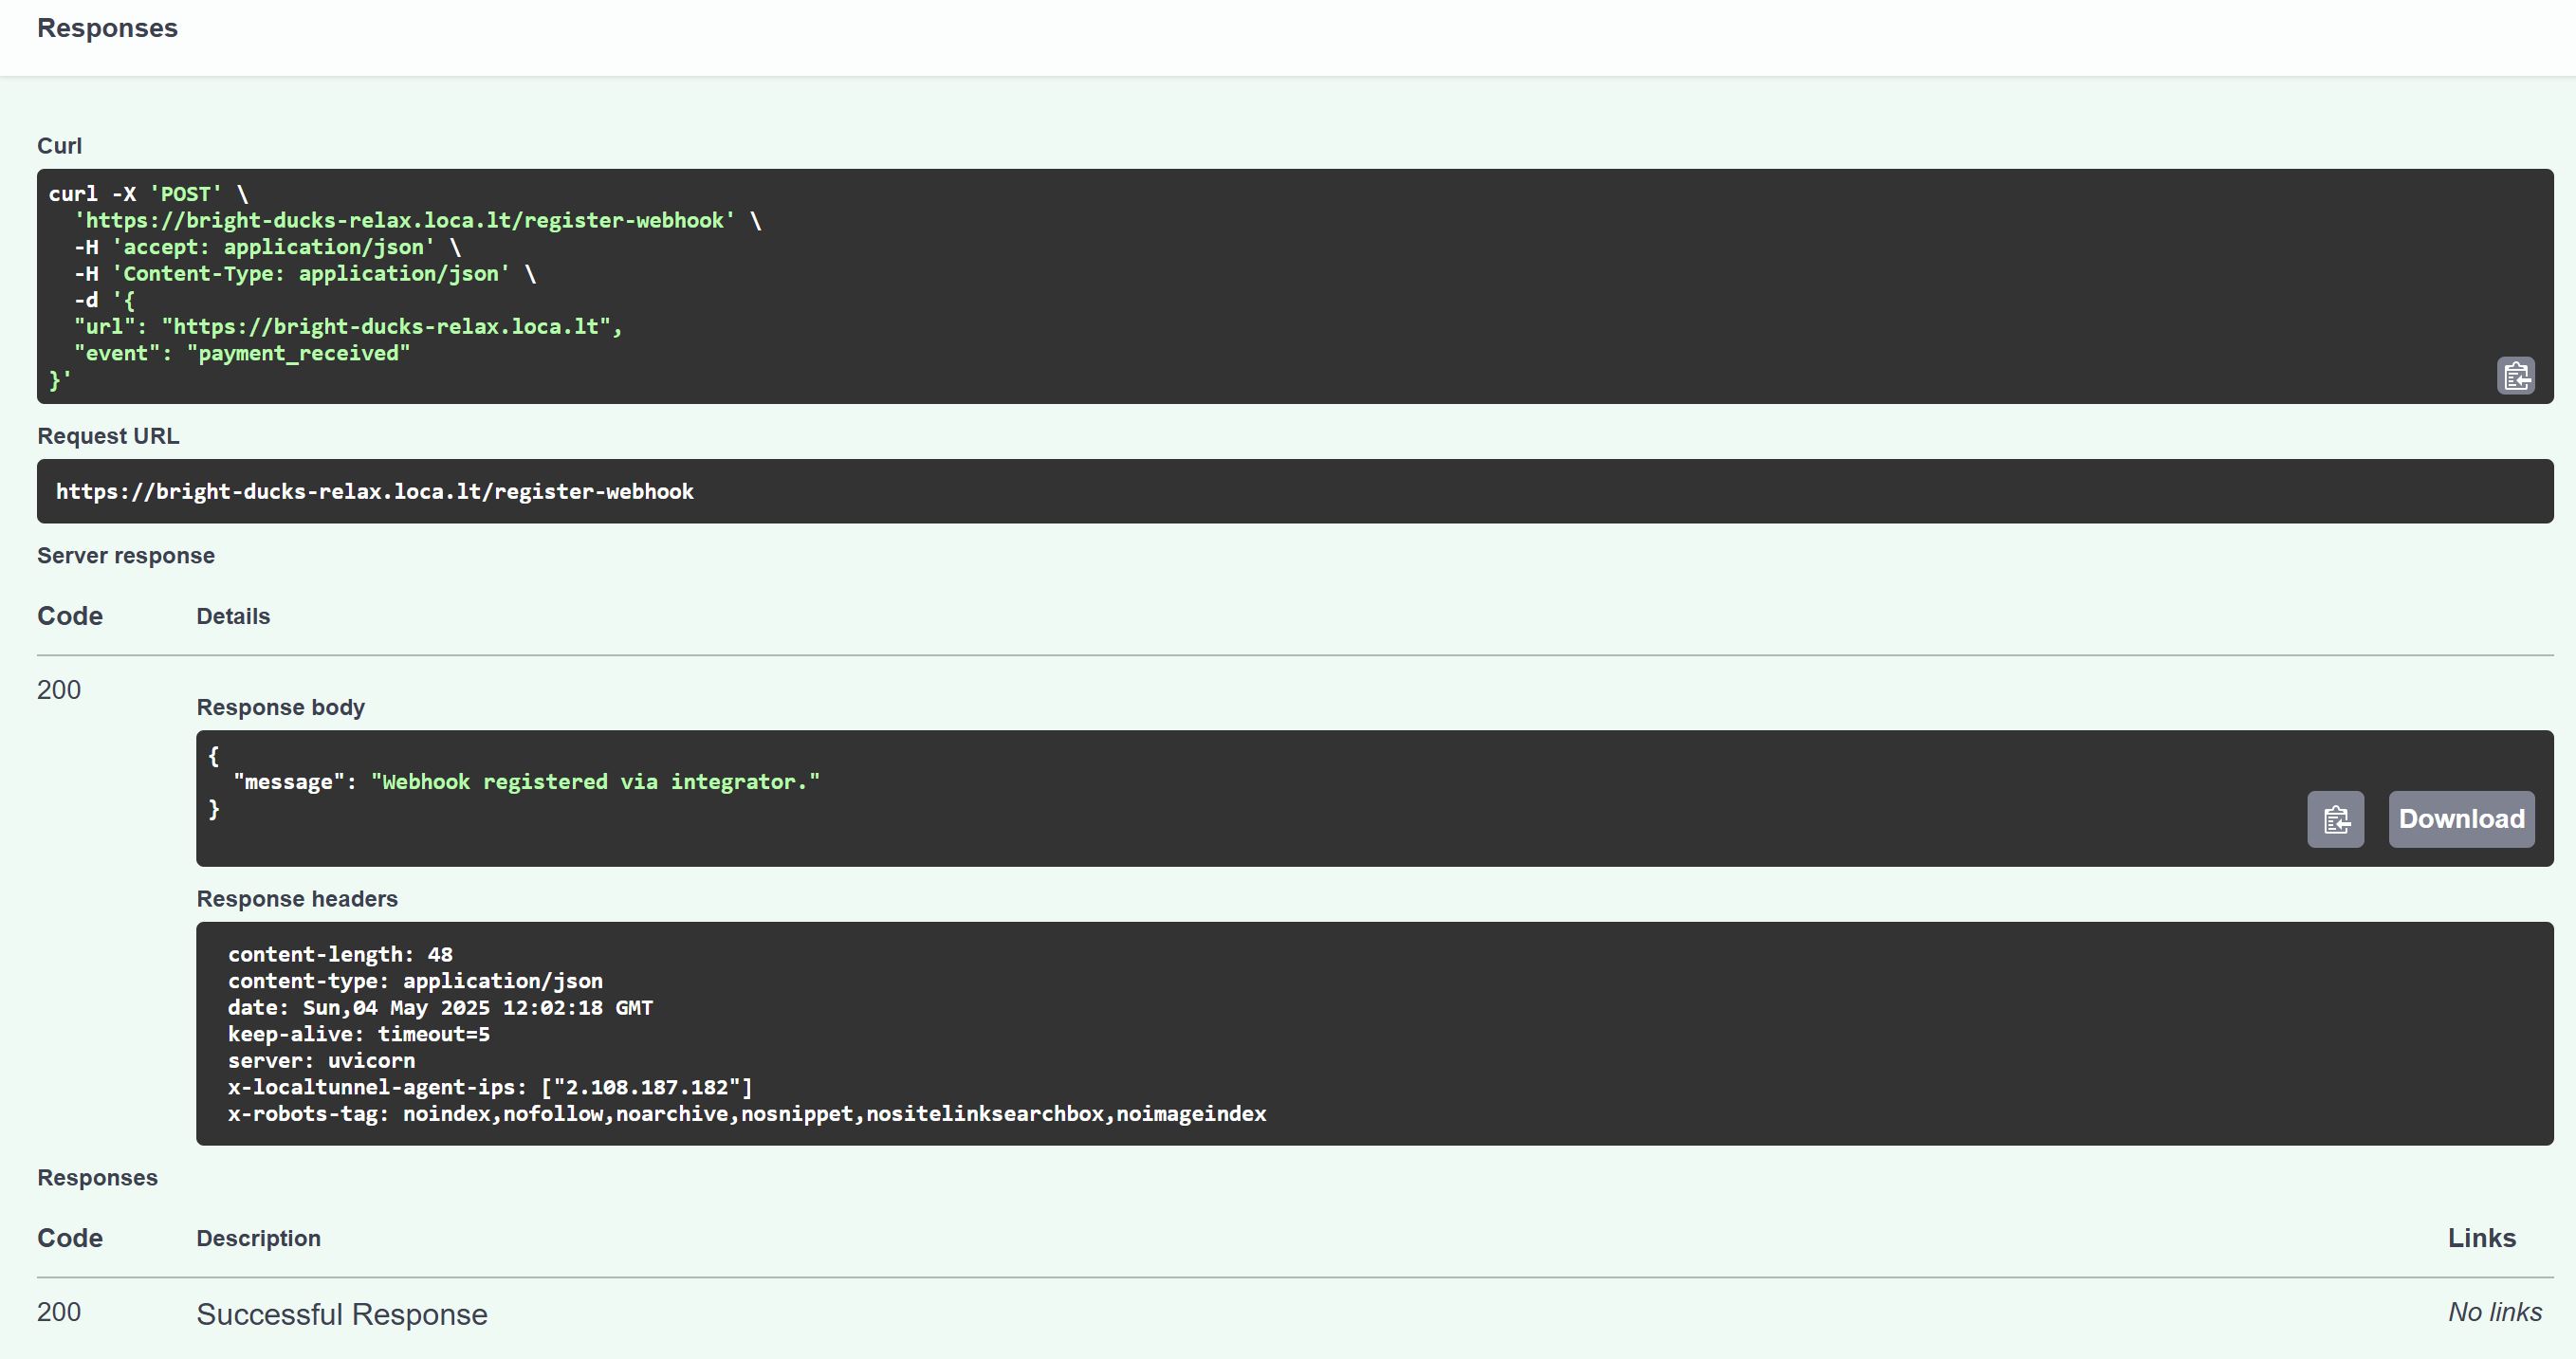 Responses
Curl
curl -X 'POST' \
  'https://bright-ducks-relax.loca.lt/register-webhook' \
  -H 'accept: application/json' \
  -H 'Content-Type: application/json' \
  -d '{
  "url": "https://bright-ducks-relax.loca.lt",
  "event": "payment_received"
}'
Request URL
https://bright-ducks-relax.loca.lt/register-webhook
Server response
Code Details
200
Response body
{
  "message": "Webhook registered via integrator."
}
Download
Response headers
content-length: 48
content-type: application/json
date: Sun,04 May 2025 12:02:18 GMT
keep-alive: timeout=5
server: uvicorn
x-localtunnel-agent-ips: ["2.108.187.182"]
x-robots-tag: noindex,nofollow,noarchive,nosnippet,nositelinksearchbox,noimageindex
Responses
Code Description Links
200 Successful Response No links